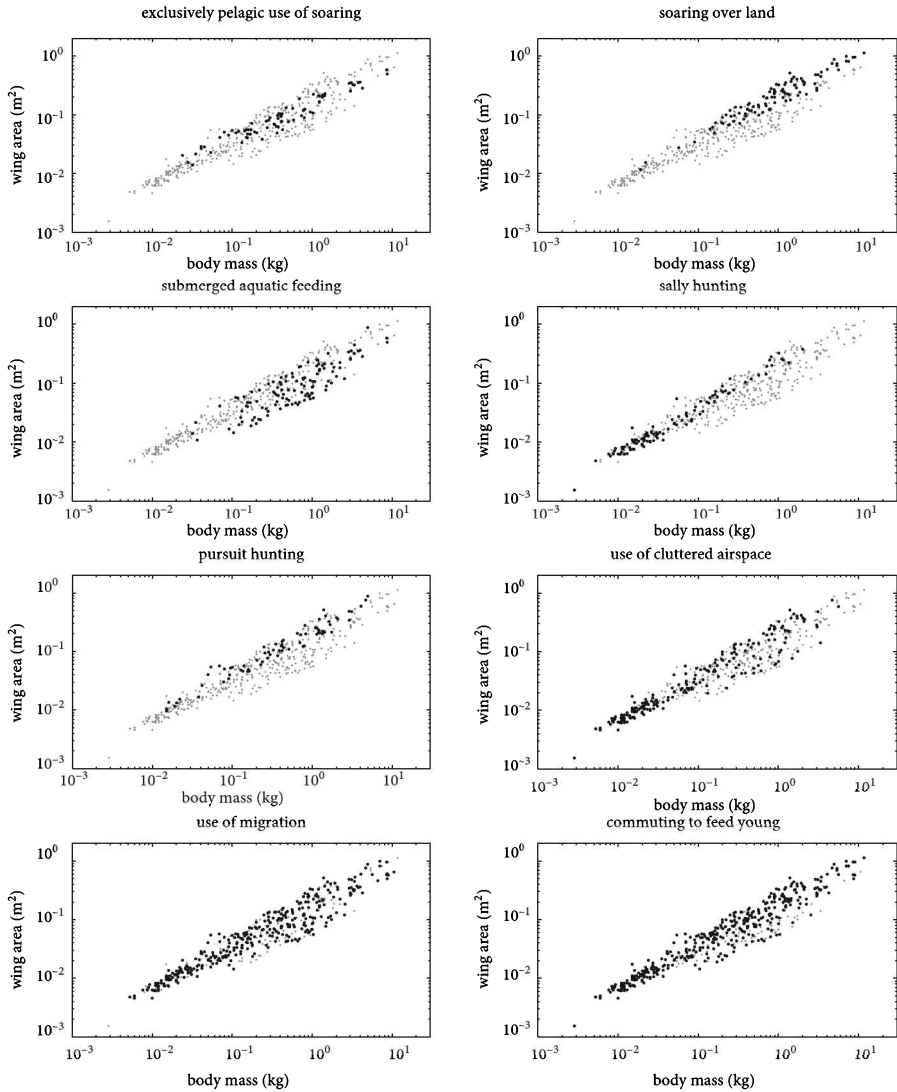 exclusively pelagic use of soaring
soaring over land
wing area (m²)
10⁰
10⁻¹
10⁻²
10⁻³
10⁻³ 10⁻² 10⁻¹ 10⁰ 10¹
body mass (kg)
wing area (m²)
10⁰
10⁻¹
10⁻²
10⁻³
10⁻³ 10⁻² 10⁻¹ 10⁰ 10¹
body mass (kg)
submerged aquatic feeding
sally hunting
wing area (m²)
10⁰
10⁻¹
10⁻²
10⁻³
10⁻³ 10⁻² 10⁻¹ 10⁰ 10¹
body mass (kg)
wing area (m²)
10⁰
10⁻¹
10⁻²
10⁻³
10⁻³ 10⁻² 10⁻¹ 10⁰ 10¹
body mass (kg)
pursuit hunting
use of cluttered airspace
wing area (m²)
10⁰
10⁻¹
10⁻²
10⁻³
10⁻³ 10⁻² 10⁻¹ 10⁰ 10¹
body mass (kg)
wing area (m²)
10⁰
10⁻¹
10⁻²
10⁻³
10⁻³ 10⁻² 10⁻¹ 10⁰ 10¹
body mass (kg)
use of migration
commuting to feed young
wing area (m²)
10⁰
10⁻¹
10⁻²
10⁻³
10⁻³ 10⁻² 10⁻¹ 10⁰ 10¹
body mass (kg)
wing area (m²)
10⁰
10⁻¹
10⁻²
10⁻³
10⁻³ 10⁻² 10⁻¹ 10⁰ 10¹
body mass (kg)